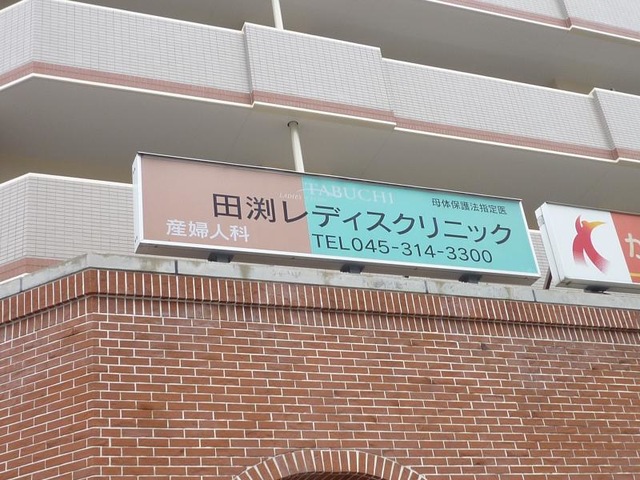 Ladies TABUCHI
母体保護法指定医
田渕レディスクリニック
産婦人科
TEL045-314-3300